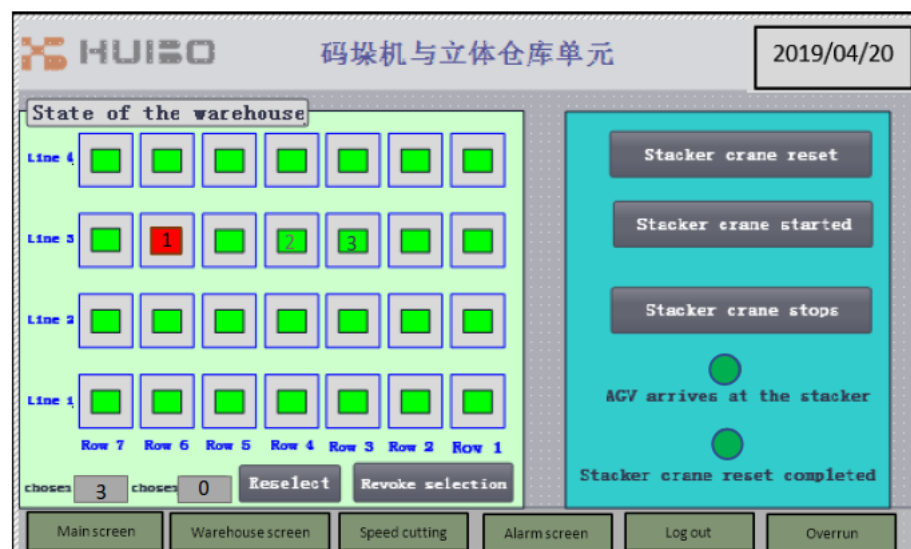 HUIBO 码垛机与立体仓库单元 2019/04/20
State of the warehouse
Line 4
Line 3 1 2 3
Line 2
Line 1
Row 7 Row 6 Row 5 Row 4 Row 3 Row 2 Row 1
chosen 3 chosen 0 Reselect Revoke selection
Stacker crane reset
Stacker crane started
Stacker crane stops
AGV arrives at the stacker
Stacker crane reset completed
Main screen Warehouse screen Speed cutting Alarm screen Log out Overrun